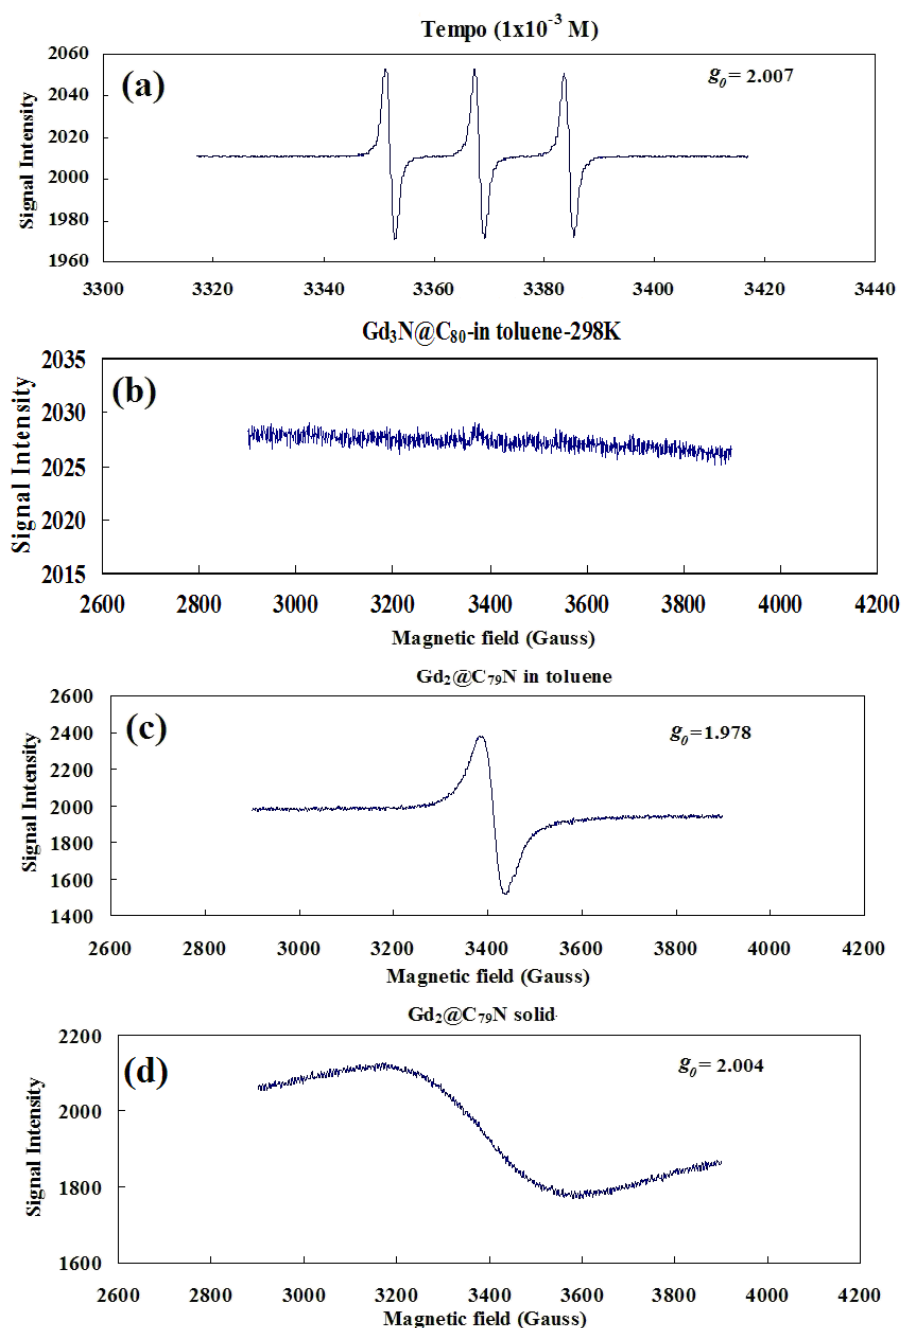 Tempo (1x10⁻³ M)
2060
(a)
g₀ = 2.007
2040
2020
2000
1980
1960
Signal Intensity
3300 3320 3340 3360 3380 3400 3420 3440
Gd₃N@C₈₀-in toluene-298K
2035
(b)
2030
2025
2020
2015
Signal Intensity
2600 2800 3000 3200 3400 3600 3800 4000 4200
Magnetic field (Gauss)
Gd₂@C₇₉N in toluene
2600
(c)
g₀=1.978
2400
2200
2000
1800
1600
1400
Signal Intensity
2600 2800 3000 3200 3400 3600 3800 4000 4200
Magnetic field (Gauss)
Gd₂@C₇₉N solid
2200
(d)
g₀ = 2.004
2000
1800
1600
Signal Intensity
2600 2800 3000 3200 3400 3600 3800 4000 4200
Magnetic field (Gauss)